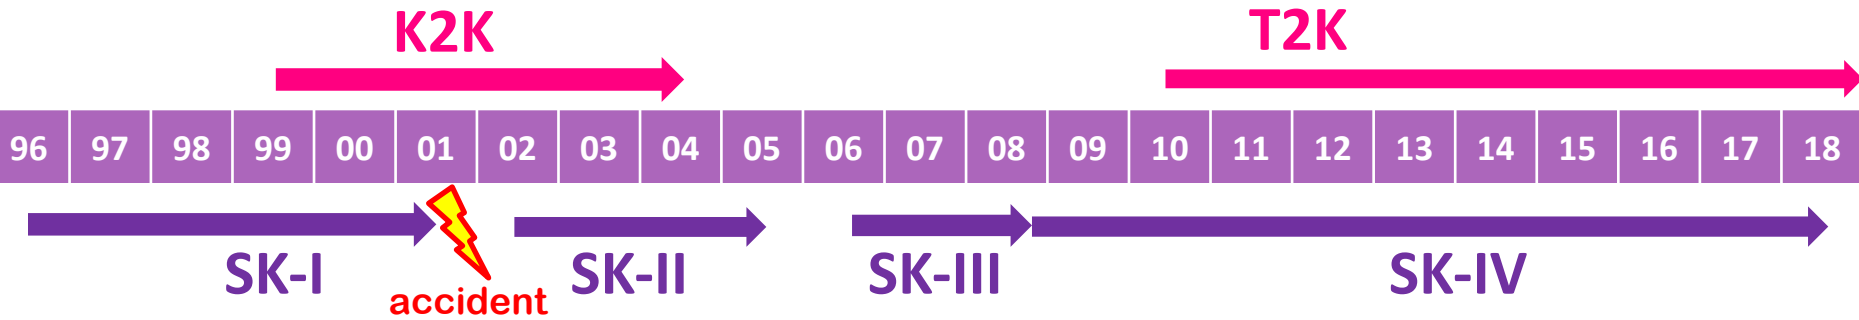 K2K T2K
96 97 98 99 00 01 02 03 04 05 06 07 08 09 10 11 12 13 14 15 16 17 18
SK-I SK-II SK-III SK-IV
accident